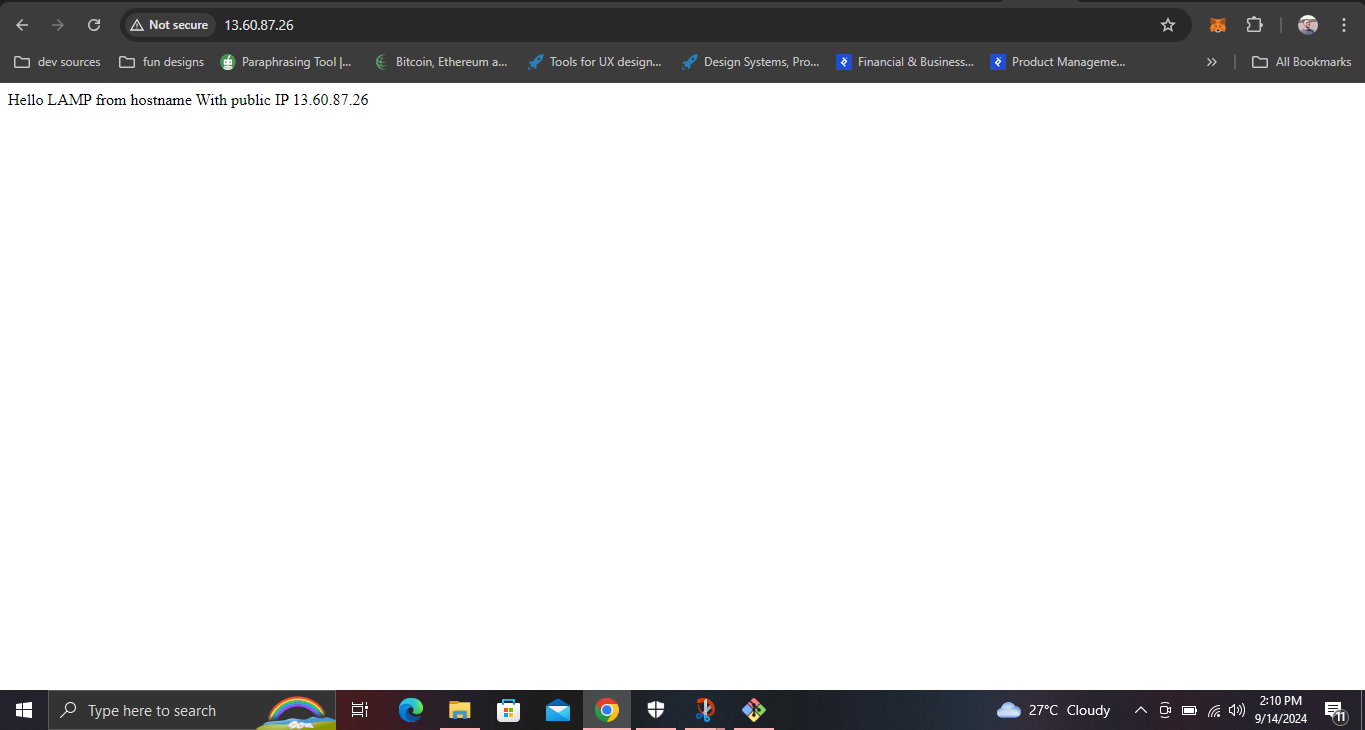 Not secure 13.60.87.26
dev sources fun designs Paraphrasing Tool |... Bitcoin, Ethereum a... Tools for UX design... Design Systems, Pro... Financial & Business... Product Manageme... » All Bookmarks
Hello LAMP from hostname With public IP 13.60.87.26
Type here to search 27°C Cloudy 2:10 PM
9/14/2024 11